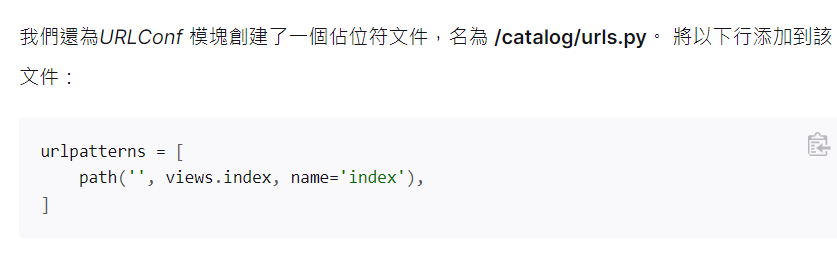 我們還為URLConf 模塊創建了一個佔位符文件，名為 /catalog/urls.py。 將以下行添加到該
文件：
urlpatterns = [
    path('', views.index, name='index'),
]